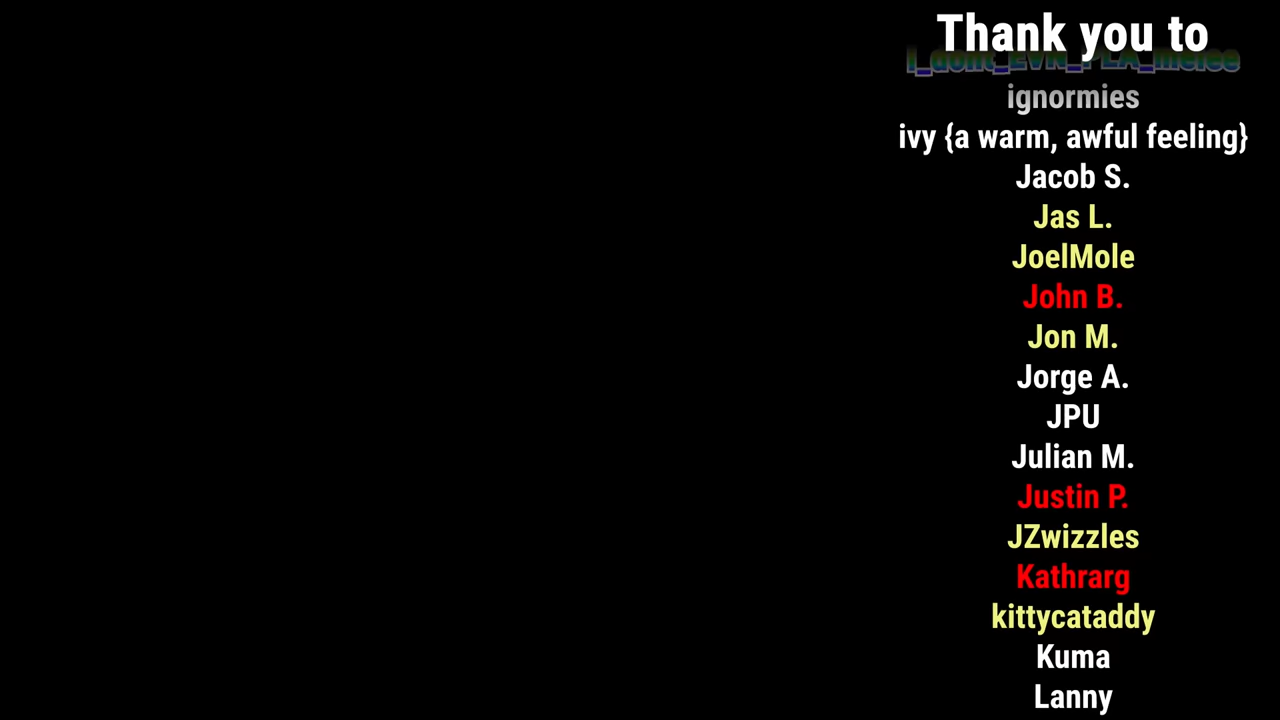 Thank you to
I_dont_EVN_PLA_melee
ignormies
ivy {a warm, awful feeling}
Jacob S.
Jas L.
JoelMole
John B.
Jon M.
Jorge A.
JPU
Julian M.
Justin P.
JZwizzles
Kathrarg
kittycataddy
Kuma
Lanny